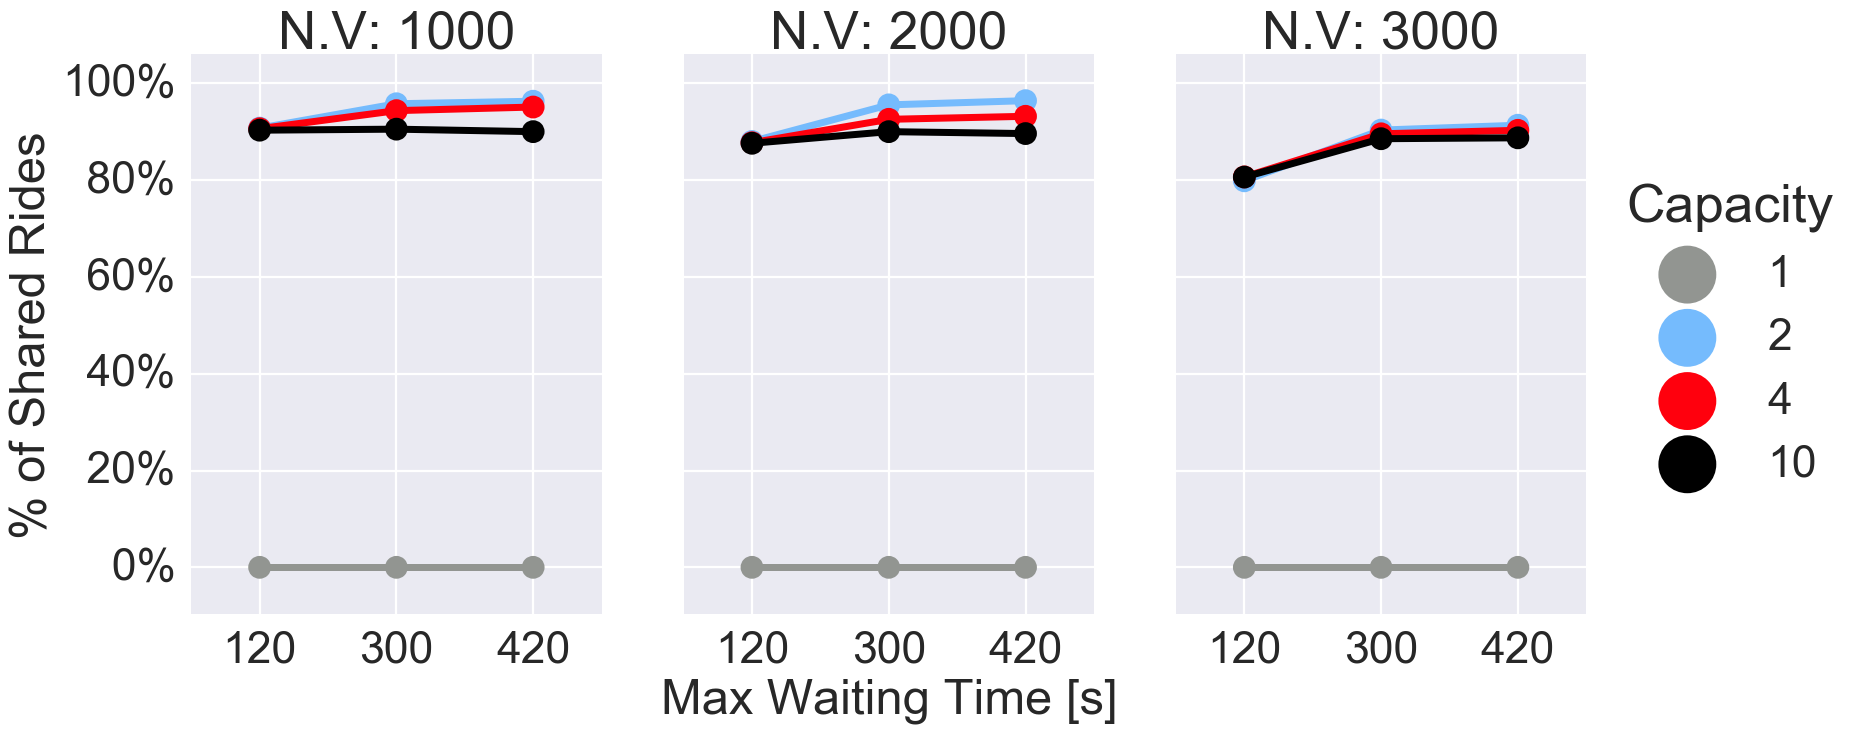 N.V: 1000
N.V: 2000
N.V: 3000
100%
80%
60%
40%
20%
0%
% of Shared Rides
120 300 420
120 300 420
120 300 420
Max Waiting Time [s]
Capacity
1
2
4
10